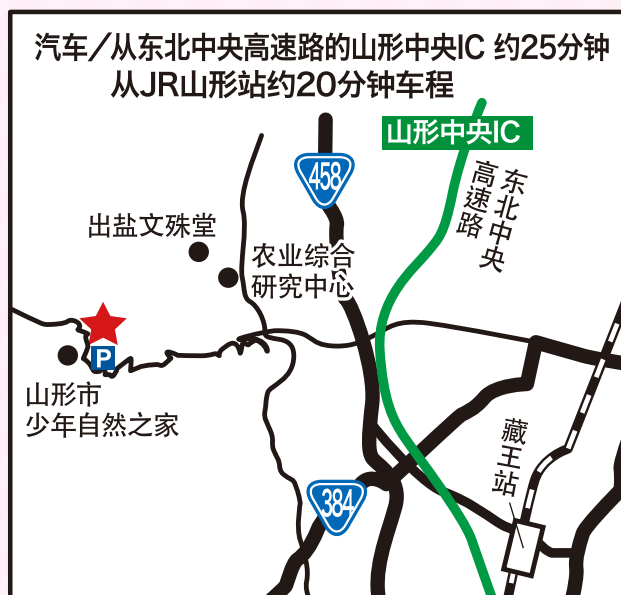 汽车／从东北中央高速路的山形中央IC 约25分钟
从JR山形站约20分钟车程
山形中央IC
458
东北中央
高速路
出盐文殊堂
农业综合
研究中心
P
山形市
少年自然之家
藏王站
384